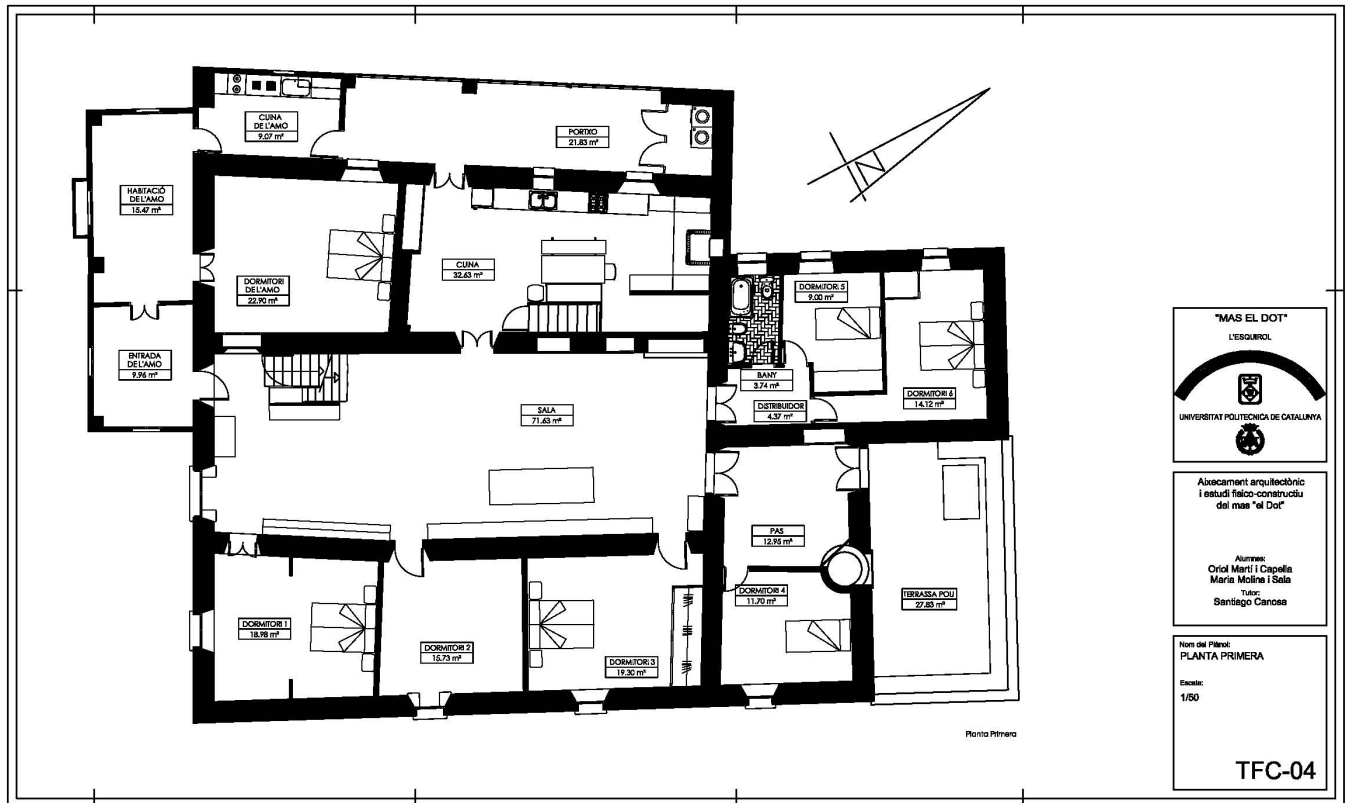 CUINA
DE L'AMO
9.07 m²
PORTXO
21.83 m²
HABITACIÓ
DE L'AMO
15.47 m²
DORMITORI
DE L'AMO
22.90 m²
CUINA
32.63 m²
N
DORMITORI 5
9.00 m²
ENTRADA
DE L'AMO
9.96 m²
BANY
3.74 m²
DISTRIBUIDOR
4.37 m²
DORMITORI 6
14.12 m²
SALA
71.63 m²
PAS
12.95 m²
DORMITORI 4
11.70 m²
TERRASSA POU
27.83 m²
DORMITORI 1
18.98 m²
DORMITORI 2
15.73 m²
DORMITORI 3
19.30 m²
Planta Primera
"MAS EL DOT"
L'ESQUIROL
UNIVERSITAT POLITÈCNICA DE CATALUNYA
Aixecament arquitectònic
i estudi físico-constructiu
del mas "el Dot"
Alumnes:
Oriol Martí i Capella
Maria Molins i Sala
Tutor:
Santiago Canosa
Nom del Plànol:
PLANTA PRIMERA
Escala:
1/50
TFC-04